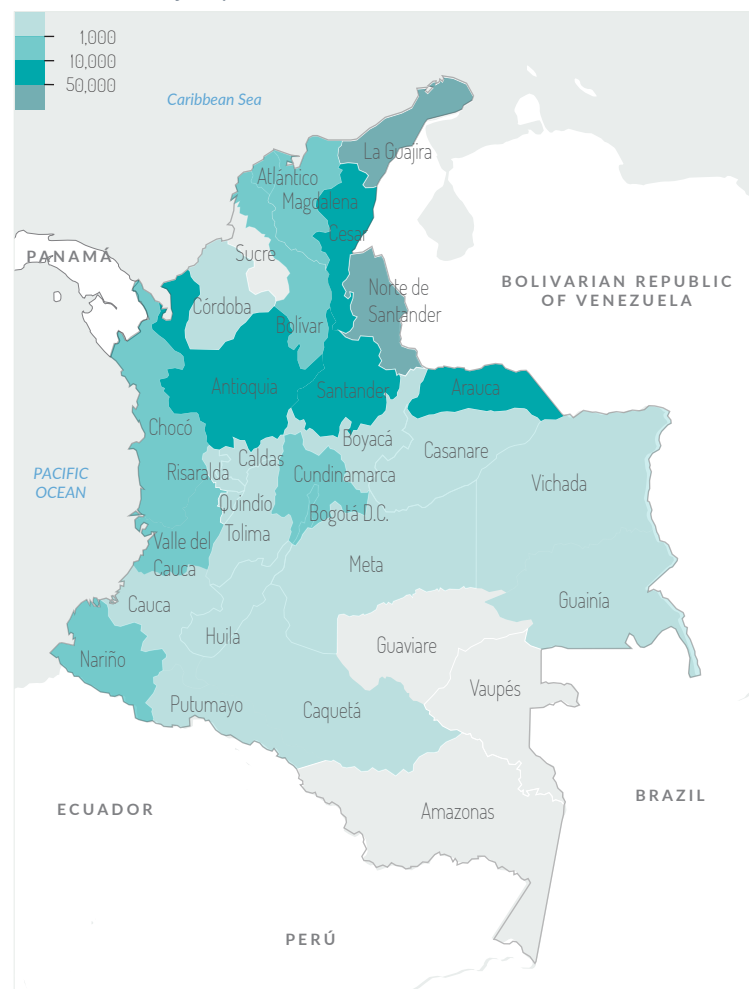 1,000
10,000
50,000
Caribbean Sea
La Guajira
Atlántico
Magdalena
Cesar
Sucre
PANAMÁ
BOLIVARIAN REPUBLIC
OF VENEZUELA
Norte de
Santander
Córdoba
Bolívar
Antioquia
Santander
Arauca
Chocó
Boyacá
Casanare
Caldas
Risaralda
Cundinamarca
PACIFIC
OCEAN
Vichada
Quindío
Bogotá D.C.
Tolima
Valle del
Cauca
Meta
Cauca
Guainía
Huila
Guaviare
Nariño
Vaupés
Putumayo
Caquetá
ECUADOR
BRAZIL
Amazonas
PERÚ